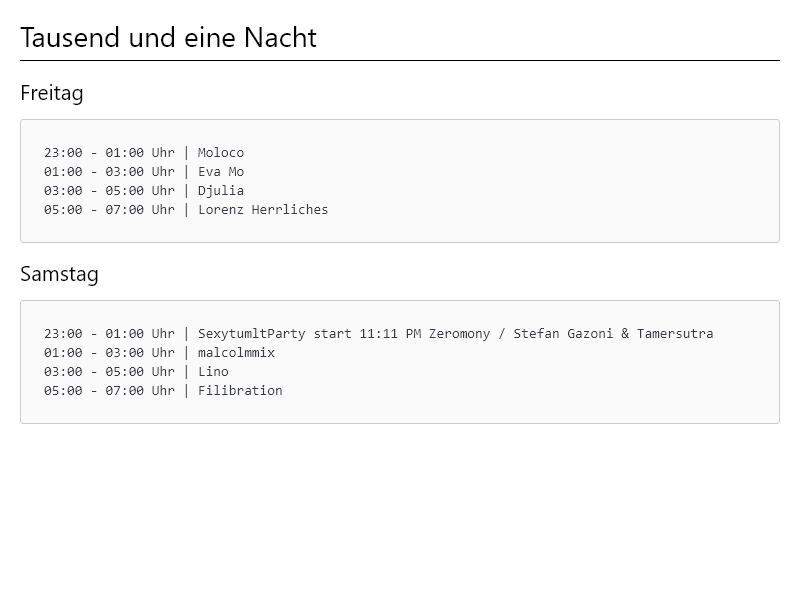 Tausend und eine Nacht
Freitag
23:00 - 01:00 Uhr | Moloco
01:00 - 03:00 Uhr | Eva Mo
03:00 - 05:00 Uhr | Djulia
05:00 - 07:00 Uhr | Lorenz Herrliches
Samstag
23:00 - 01:00 Uhr | SexytumltParty start 11:11 PM Zeromony / Stefan Gazoni & Tamersutra
01:00 - 03:00 Uhr | malcolmmix
03:00 - 05:00 Uhr | Lino
05:00 - 07:00 Uhr | Filibration